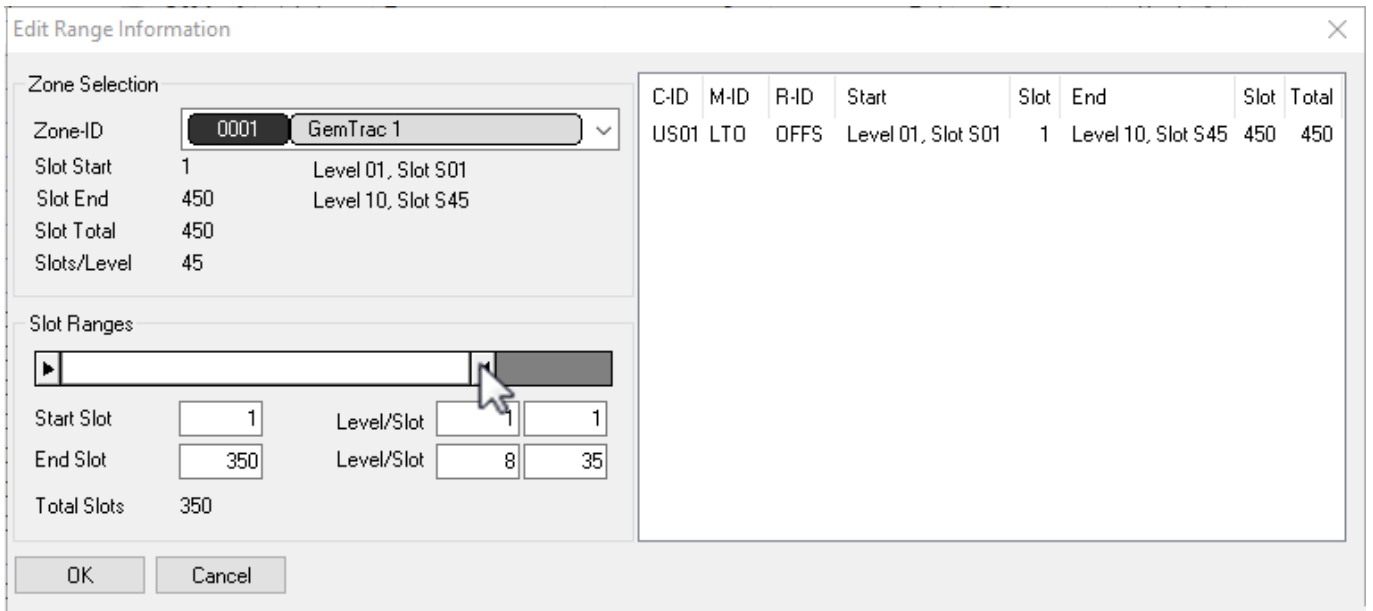 Edit Range Information
Zone Selection
Zone-ID 0001 GemTrac 1
Slot Start 1 Level 01, Slot S01
Slot End 450 Level 10, Slot S45
Slot Total 450
Slots/Level 45
Slot Ranges
Start Slot 1 Level/Slot 1 1
End Slot 350 Level/Slot 8 35
Total Slots 350
OK Cancel
C-ID M-ID R-ID Start Slot End Slot Total
US01 LTO OFFS Level 01, Slot S01 1 Level 10, Slot S45 450 450